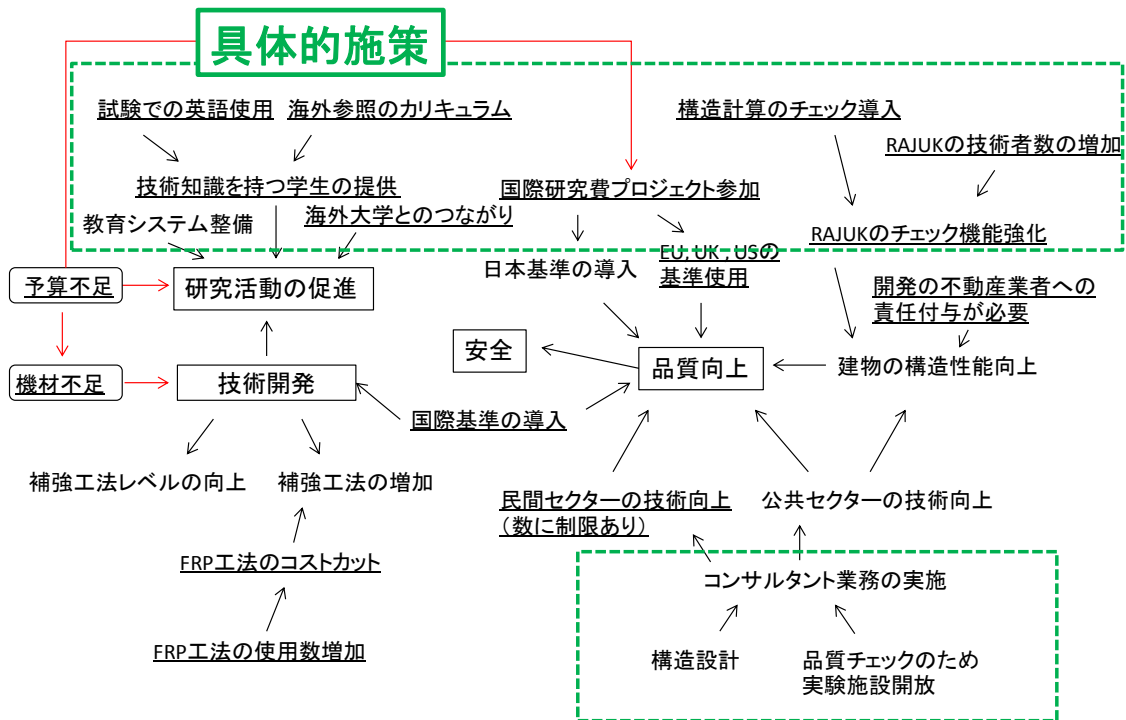 具体的施策
試験での英語使用
海外参照のカリキュラム
構造計算のチェック導入
RAJUKの技術者数の増加
技術知識を持つ学生の提供
国際研究費プロジェクト参加
教育システム整備
海外大学とのつながり
RAJUKのチェック機能強化
日本基準の導入
EU, UK , USの
基準使用
予算不足
研究活動の促進
開発の不動産業者への
責任付与が必要
安全
品質向上
建物の構造性能向上
機材不足
技術開発
国際基準の導入
補強工法レベルの向上
補強工法の増加
民間セクターの技術向上
(数に制限あり)
公共セクターの技術向上
FRP工法のコストカット
コンサルタント業務の実施
FRP工法の使用数増加
構造設計
品質チェックのため
実験施設開放